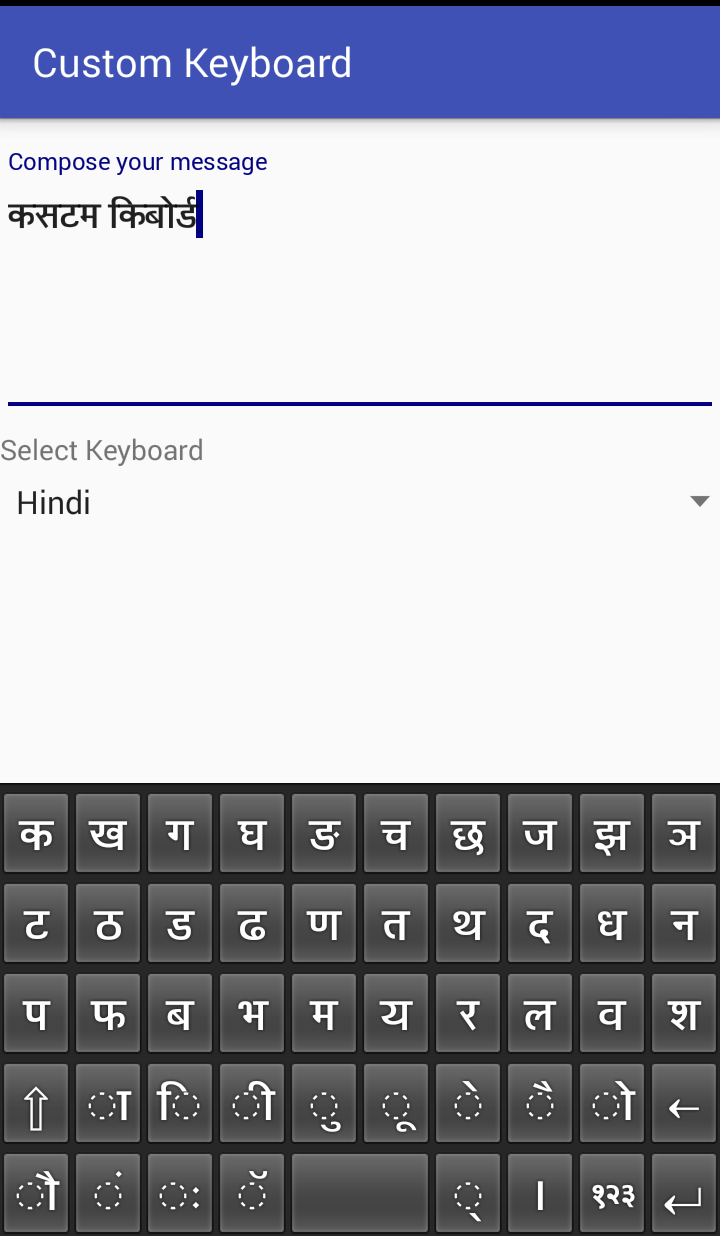 Custom Keyboard
Compose your message
कसटम किबोर्ड
Select Keyboard
Hindi
क ख ग घ ङ च छ ज झ ञ
ट ठ ड ढ ण त थ द ध न
प फ ब भ म य र ल व श
⇧ ा ि ी ु ू े ै ो ←
ौ ं ः ॅ ् । १२३ ↵